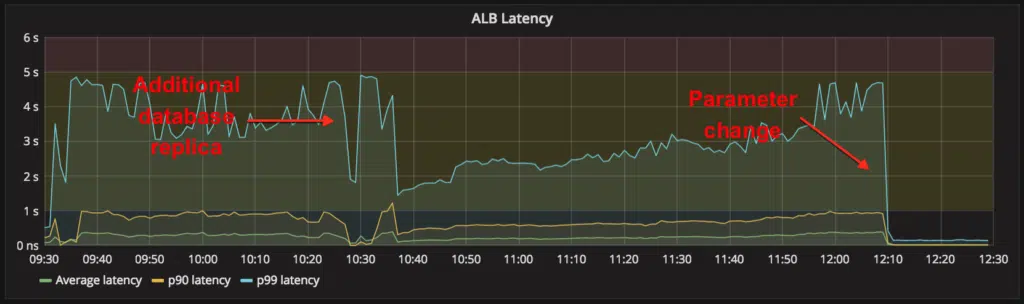 ALB Latency
6 s
5 s
4 s
3 s
2 s
1 s
0 ns
Additional
database
replica
Parameter
change
09:30 09:40 09:50 10:00 10:10 10:20 10:30 10:40 10:50 11:00 11:10 11:20 11:30 11:40 11:50 12:00 12:10 12:20 12:30
Average latency p90 latency p99 latency